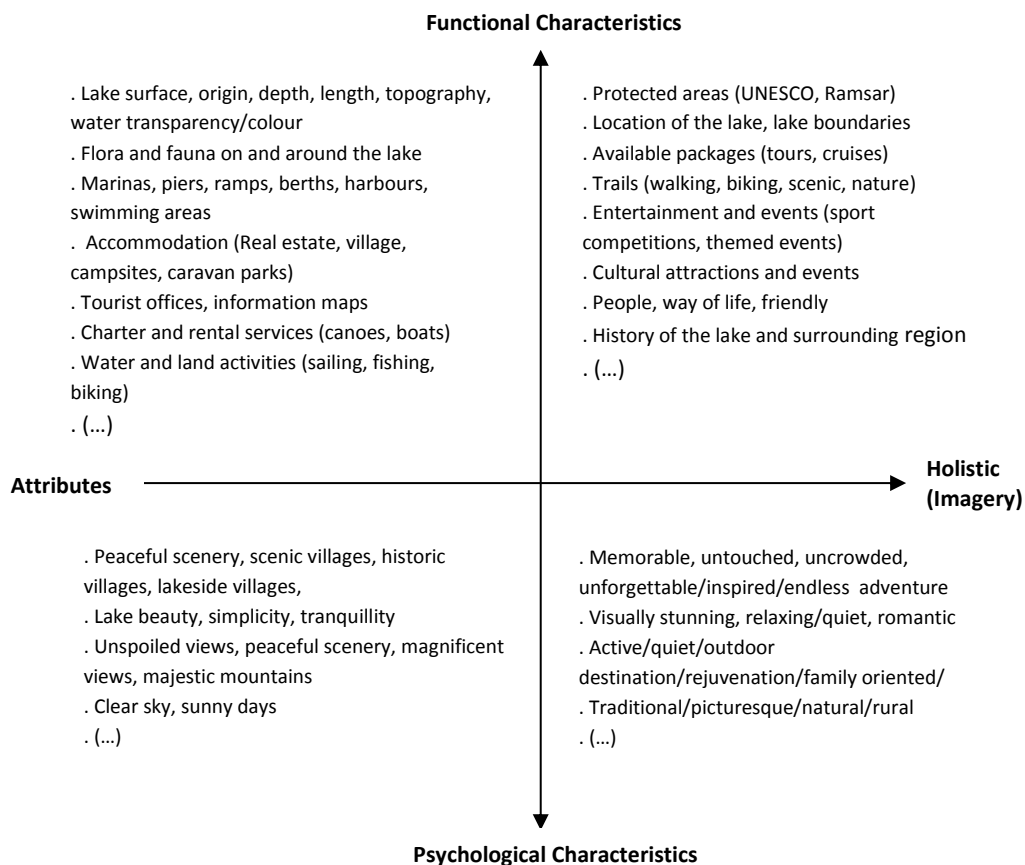 Functional Characteristics
. Lake surface, origin, depth, length, topography,
water transparency/colour
. Flora and fauna on and around the lake
. Marinas, piers, ramps, berths, harbours,
swimming areas
. Accommodation (Real estate, village,
campsites, caravan parks)
. Tourist offices, information maps
. Charter and rental services (canoes, boats)
. Water and land activities (sailing, fishing,
biking)
. (...)
. Protected areas (UNESCO, Ramsar)
. Location of the lake, lake boundaries
. Available packages (tours, cruises)
. Trails (walking, biking, scenic, nature)
. Entertainment and events (sport
competitions, themed events)
. Cultural attractions and events
. People, way of life, friendly
. History of the lake and surrounding region
. (...)
Attributes
Holistic
(Imagery)
. Peaceful scenery, scenic villages, historic
villages, lakeside villages,
. Lake beauty, simplicity, tranquillity
. Unspoiled views, peaceful scenery, magnificent
views, majestic mountains
. Clear sky, sunny days
. (...)
. Memorable, untouched, uncrowded,
unforgettable/inspired/endless adventure
. Visually stunning, relaxing/quiet, romantic
. Active/quiet/outdoor
destination/rejuvenation/family oriented/
. Traditional/picturesque/natural/rural
. (...)
Psychological Characteristics